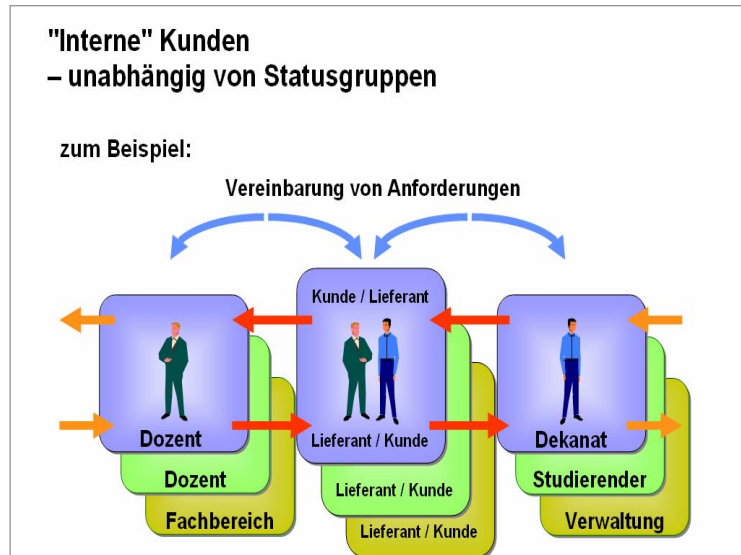 "Interne" Kunden
– unabhängig von Statusgruppen
zum Beispiel:
Vereinbarung von Anforderungen
Kunde / Lieferant
Dozent
Lieferant / Kunde
Dekanat
Dozent
Lieferant / Kunde
Studierender
Fachbereich
Lieferant / Kunde
Verwaltung